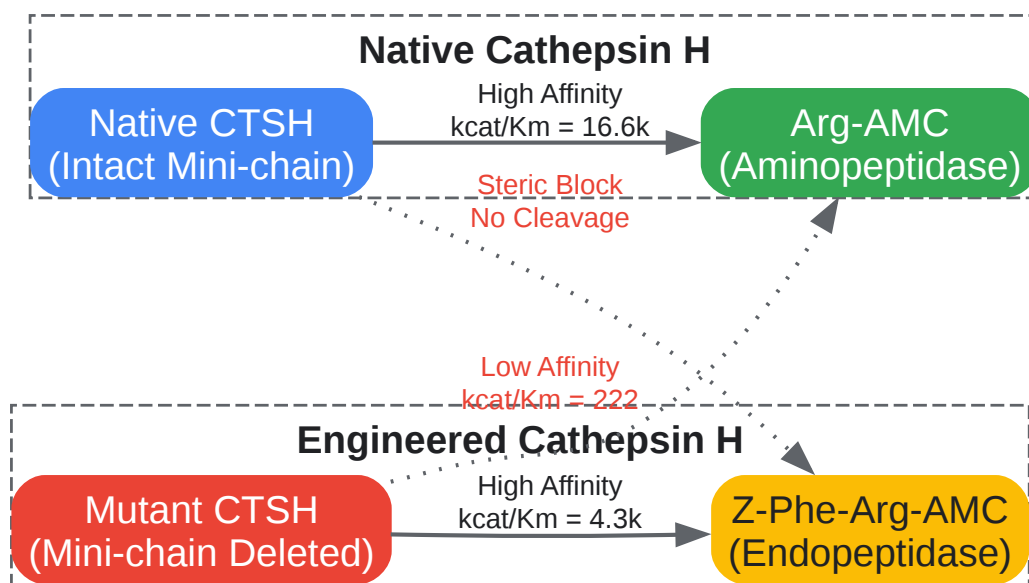 Native Cathepsin H
Native CTSH
(Intact Mini-chain)
High Affinity
kcat/Km = 16.6k
Arg-AMC
(Aminopeptidase)
Steric Block
No Cleavage
Low Affinity
kcat/Km = 222
Engineered Cathepsin H
Mutant CTSH
(Mini-chain Deleted)
High Affinity
kcat/Km = 4.3k
Z-Phe-Arg-AMC
(Endopeptidase)